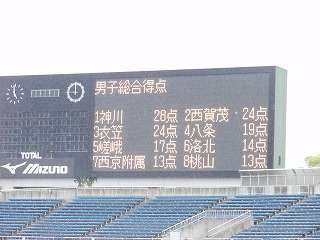 男子総合得点
1神川 28点 2西賀茂・24点
3衣笠 24点 4八条 19点
5嵯峨 17点 6洛北 14点
7西京附属 13点 8桃山 13点
TOTAL
MIZUNO